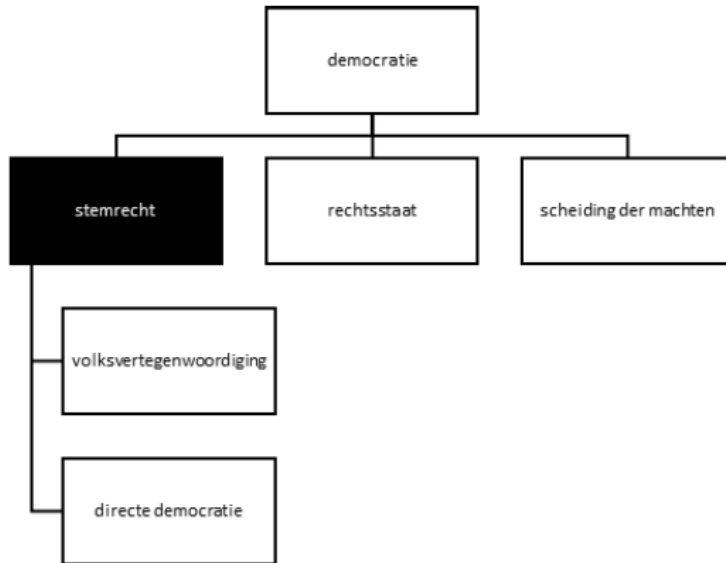 democratie
stemrecht
rechtsstaat
scheiding der machten
volksvertegenwoordiging
directe democratie